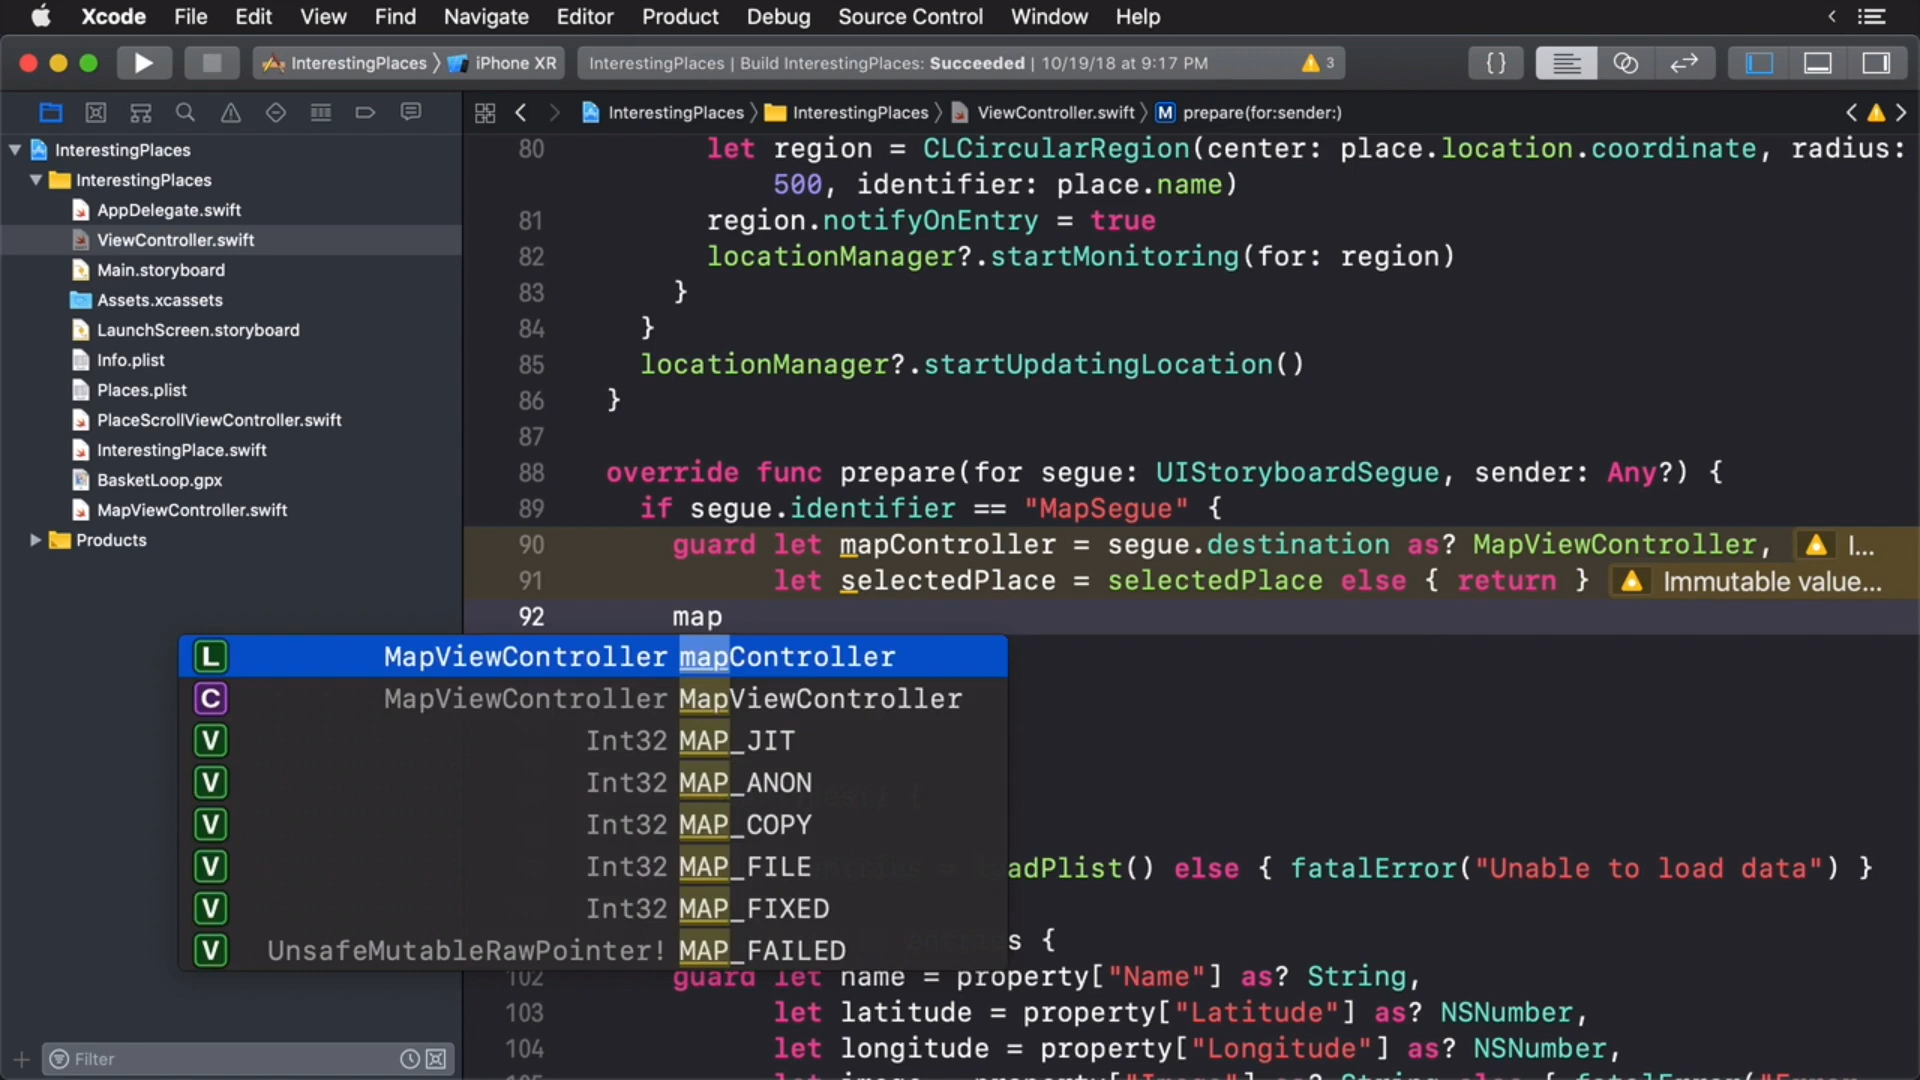 Xcode File Edit View Find Navigate Editor Product Debug Source Control Window Help
InterestingPlaces iPhone XR InterestingPlaces | Build InterestingPlaces: Succeeded | 10/19/18 at 9:17 PM 3 {}
InterestingPlaces InterestingPlaces ViewController.swift M prepare(for:sender:)
InterestingPlaces
InterestingPlaces
AppDelegate.swift
ViewController.swift
Main.storyboard
Assets.xcassets
LaunchScreen.storyboard
Info.plist
Places.plist
PlaceScrollViewController.swift
InterestingPlace.swift
BasketLoop.gpx
MapViewController.swift
Products
Filter
80 let region = CLCircularRegion(center: place.location.coordinate, radius:
500, identifier: place.name)
81 region.notifyOnEntry = true
82 locationManager?.startMonitoring(for: region)
83 }
84 }
85 locationManager?.startUpdatingLocation()
86 }
87
88 override func prepare(for segue: UIStoryboardSegue, sender: Any?) {
89 if segue.identifier == "MapSegue" {
90 guard let mapController = segue.destination as? MapViewController, I...
91 let selectedPlace = selectedPlace else { return } Immutable value...
92 map
L MapViewController mapController
C MapViewController MapViewController
V Int32 MAP_JIT
V Int32 MAP_ANON
V Int32 MAP_COPY
V Int32 MAP_FILE
V Int32 MAP_FIXED
V UnsafeMutableRawPointer! MAP_FAILED
adPlist() else { fatalError("Unable to load data") }
s {
102 guard let name = property["Name"] as? String,
103 let latitude = property["Latitude"] as? NSNumber,
104 let longitude = property["Longitude"] as? NSNumber,